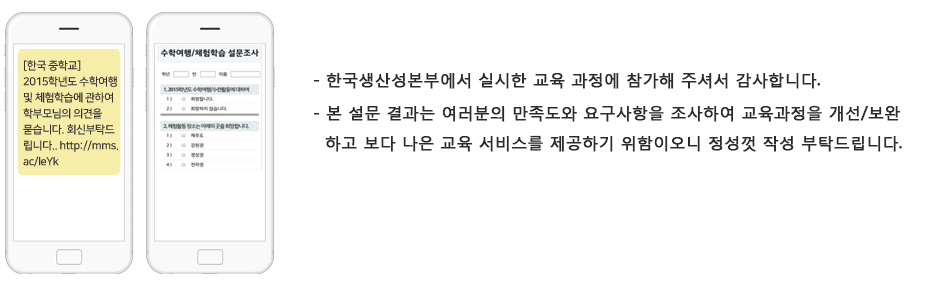 [한국 중학교]
2015학년도 수학여행
및 체험학습에 관하여
학부모님의 의견을
묻습니다. 회신부탁드
립니다.. http://mms.
ac/IeYk
수학여행/체험학습 설문조사
학년 반 이름
1. 2015학년도 수학여행/수련활동에 대하여
1) 희망합니다.
2) 희망하지 않습니다.
2. 체험활동 장소는 아래의 곳을 희망합니다.
1) 제주도
2) 강원권
3) 경상권
4) 전라권
- 한국생산성본부에서 실시한 교육 과정에 참가해 주셔서 감사합니다.
- 본 설문 결과는 여러분의 만족도와 요구사항을 조사하여 교육과정을 개선/보완
하고 보다 나은 교육 서비스를 제공하기 위함이오니 정성껏 작성 부탁드립니다.